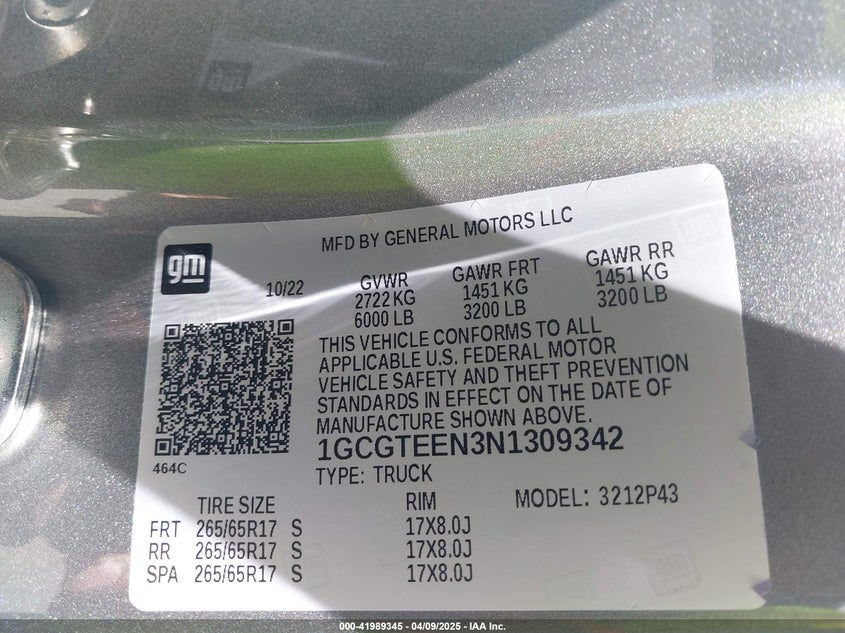 MFD BY GENERAL MOTORS LLC
gm
10/22
GVWR
2722 KG
6000 LB
GAWR FRT
1451 KG
3200 LB
GAWR RR
1451 KG
3200 LB
THIS VEHICLE CONFORMS TO ALL
APPLICABLE U.S. FEDERAL MOTOR
VEHICLE SAFETY AND THEFT PREVENTION
STANDARDS IN EFFECT ON THE DATE OF
MANUFACTURE SHOWN ABOVE.
1GCGTEEN3N1309342
464C
TYPE: TRUCK
TIRE SIZE RIM MODEL: 3212P43
FRT 265/65R17 S 17X8.0J
RR 265/65R17 S 17X8.0J
SPA 265/65R17 S 17X8.0J
000-41989345 - 04/09/2025 - IAA Inc.